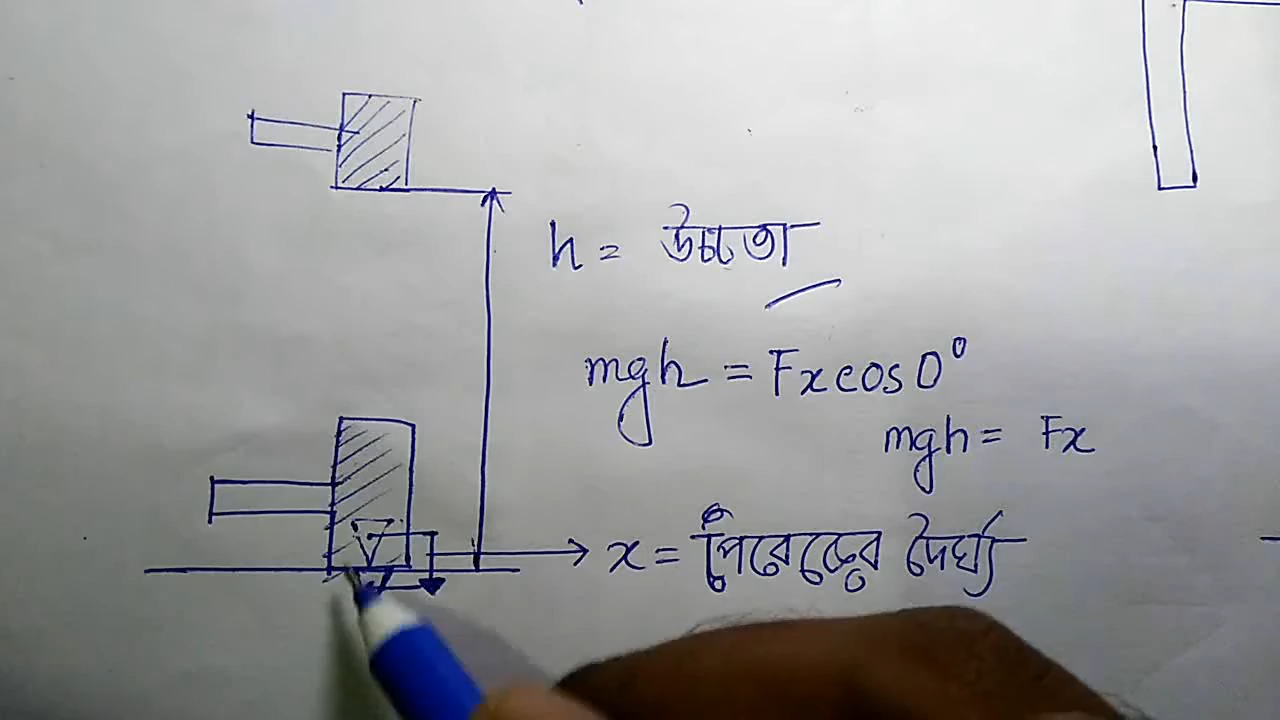 h = উচ্চতা
mgh = Fx cos 0°
mgh = Fx
x = পেরেকের দৈর্ঘ্য